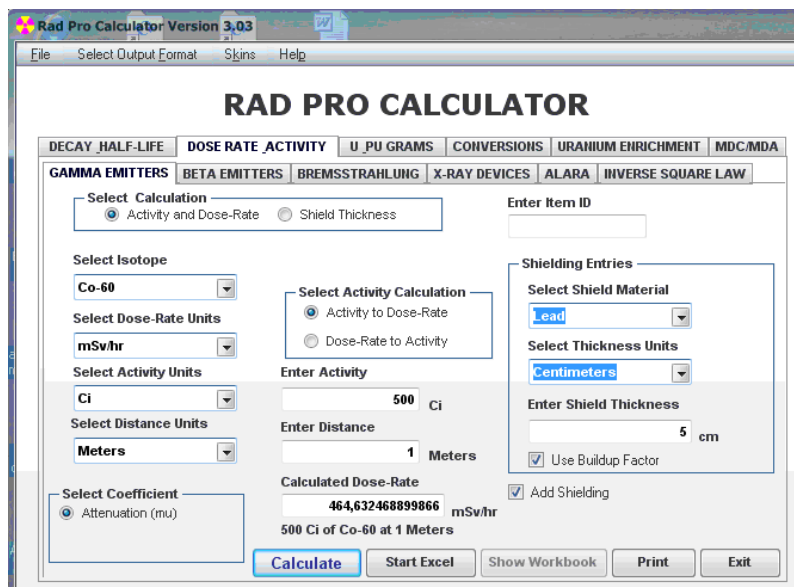 Rad Pro Calculator Version 3.03
File Select Output Format Skins Help
RAD PRO CALCULATOR
DECAY_HALF-LIFE DOSE RATE_ACTIVITY U_PU GRAMS CONVERSIONS URANIUM ENRICHMENT MDC/MDA
GAMMA EMITTERS BETA EMITTERS BREMSSTRAHLUNG X-RAY DEVICES ALARA INVERSE SQUARE LAW
Select Calculation
Activity and Dose-Rate Shield Thickness
Enter Item ID
Select Isotope
Co-60
Select Dose-Rate Units
mSv/hr
Select Activity Units
Ci
Select Distance Units
Meters
Select Coefficient
Attenuation (mu)
Select Activity Calculation
Activity to Dose-Rate
Dose-Rate to Activity
Enter Activity
500 Ci
Enter Distance
1 Meters
Calculated Dose-Rate
464,632468899866 mSv/hr
500 Ci of Co-60 at 1 Meters
Shielding Entries
Select Shield Material
Lead
Select Thickness Units
Centimeters
Enter Shield Thickness
5 cm
Use Buildup Factor
Add Shielding
Calculate Start Excel Show Workbook Print Exit